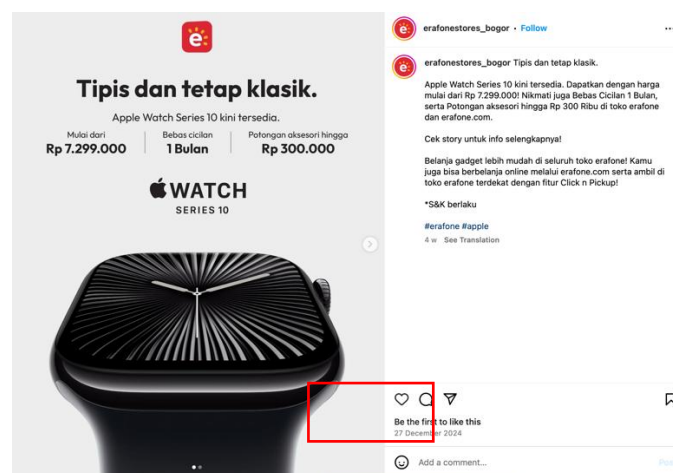 e:
Tipis dan tetap klasik.
Apple Watch Series 10 kini tersedia.
Mulai dari
Rp 7.299.000
Bebas cicilan
1 Bulan
Potongan aksesori hingga
Rp 300.000
WATCH
SERIES 10
erafonestores_bogor • Follow
erafonestores_bogor Tipis dan tetap klasik.
Apple Watch Series 10 kini tersedia. Dapatkan dengan harga
mulai dari Rp 7.299.000! Nikmati juga Bebas Cicilan 1 Bulan,
serta Potongan aksesori hingga Rp 300 Ribu di toko erafone
dan erafone.com.
Cek story untuk info selengkapnya!
Belanja gadget lebih mudah di seluruh toko erafone! Kamu
juga bisa berbelanja online melalui erafone.com serta ambil di
toko erafone terdekat dengan fitur Click n Pickup!
*S&K berlaku
#erafone #apple
4 w See Translation
Be the first to like this
27 December 2024
Add a comment...